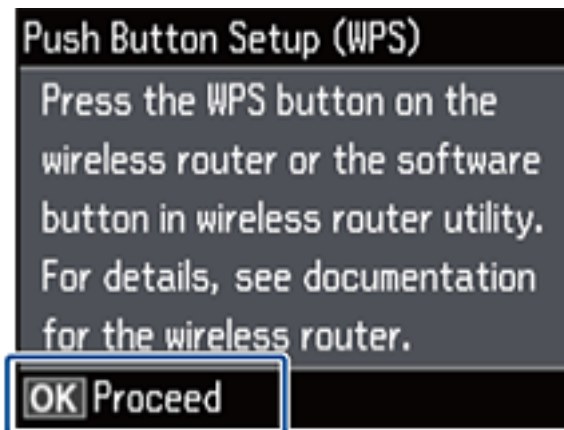 Push Button Setup (WPS)
Press the WPS button on the
wireless router or the software
button in wireless router utility.
For details, see documentation
for the wireless router.
OK Proceed